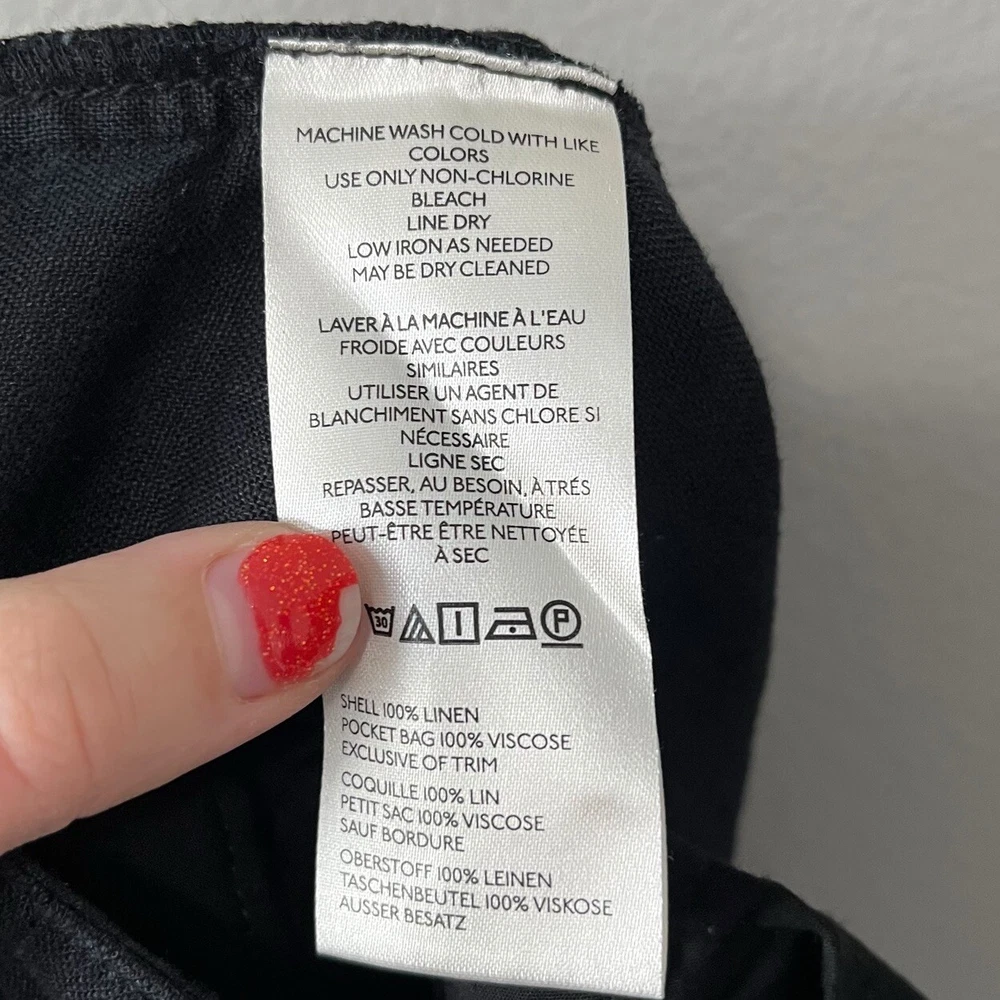 MACHINE WASH COLD WITH LIKE
COLORS
USE ONLY NON-CHLORINE
BLEACH
LINE DRY
LOW IRON AS NEEDED
MAY BE DRY CLEANED
LAVER À LA MACHINE À L'EAU
FROIDE AVEC COULEURS
SIMILAIRES
UTILISER UN AGENT DE
BLANCHIMENT SANS CHLORE SI
NÉCESSAIRE
LIGNE SEC
REPASSER, AU BESOIN, À TRÉS
BASSE TEMPÉRATURE
PEUT-ÊTRE ÊTRE NETTOYÉE
À SEC
30 P
SHELL 100% LINEN
POCKET BAG 100% VISCOSE
EXCLUSIVE OF TRIM
COQUILLE 100% LIN
PETIT SAC 100% VISCOSE
SAUF BORDURE
OBERSTOFF 100% LEINEN
TASCHENBEUTEL 100% VISKOSE
AUSSER BESATZ